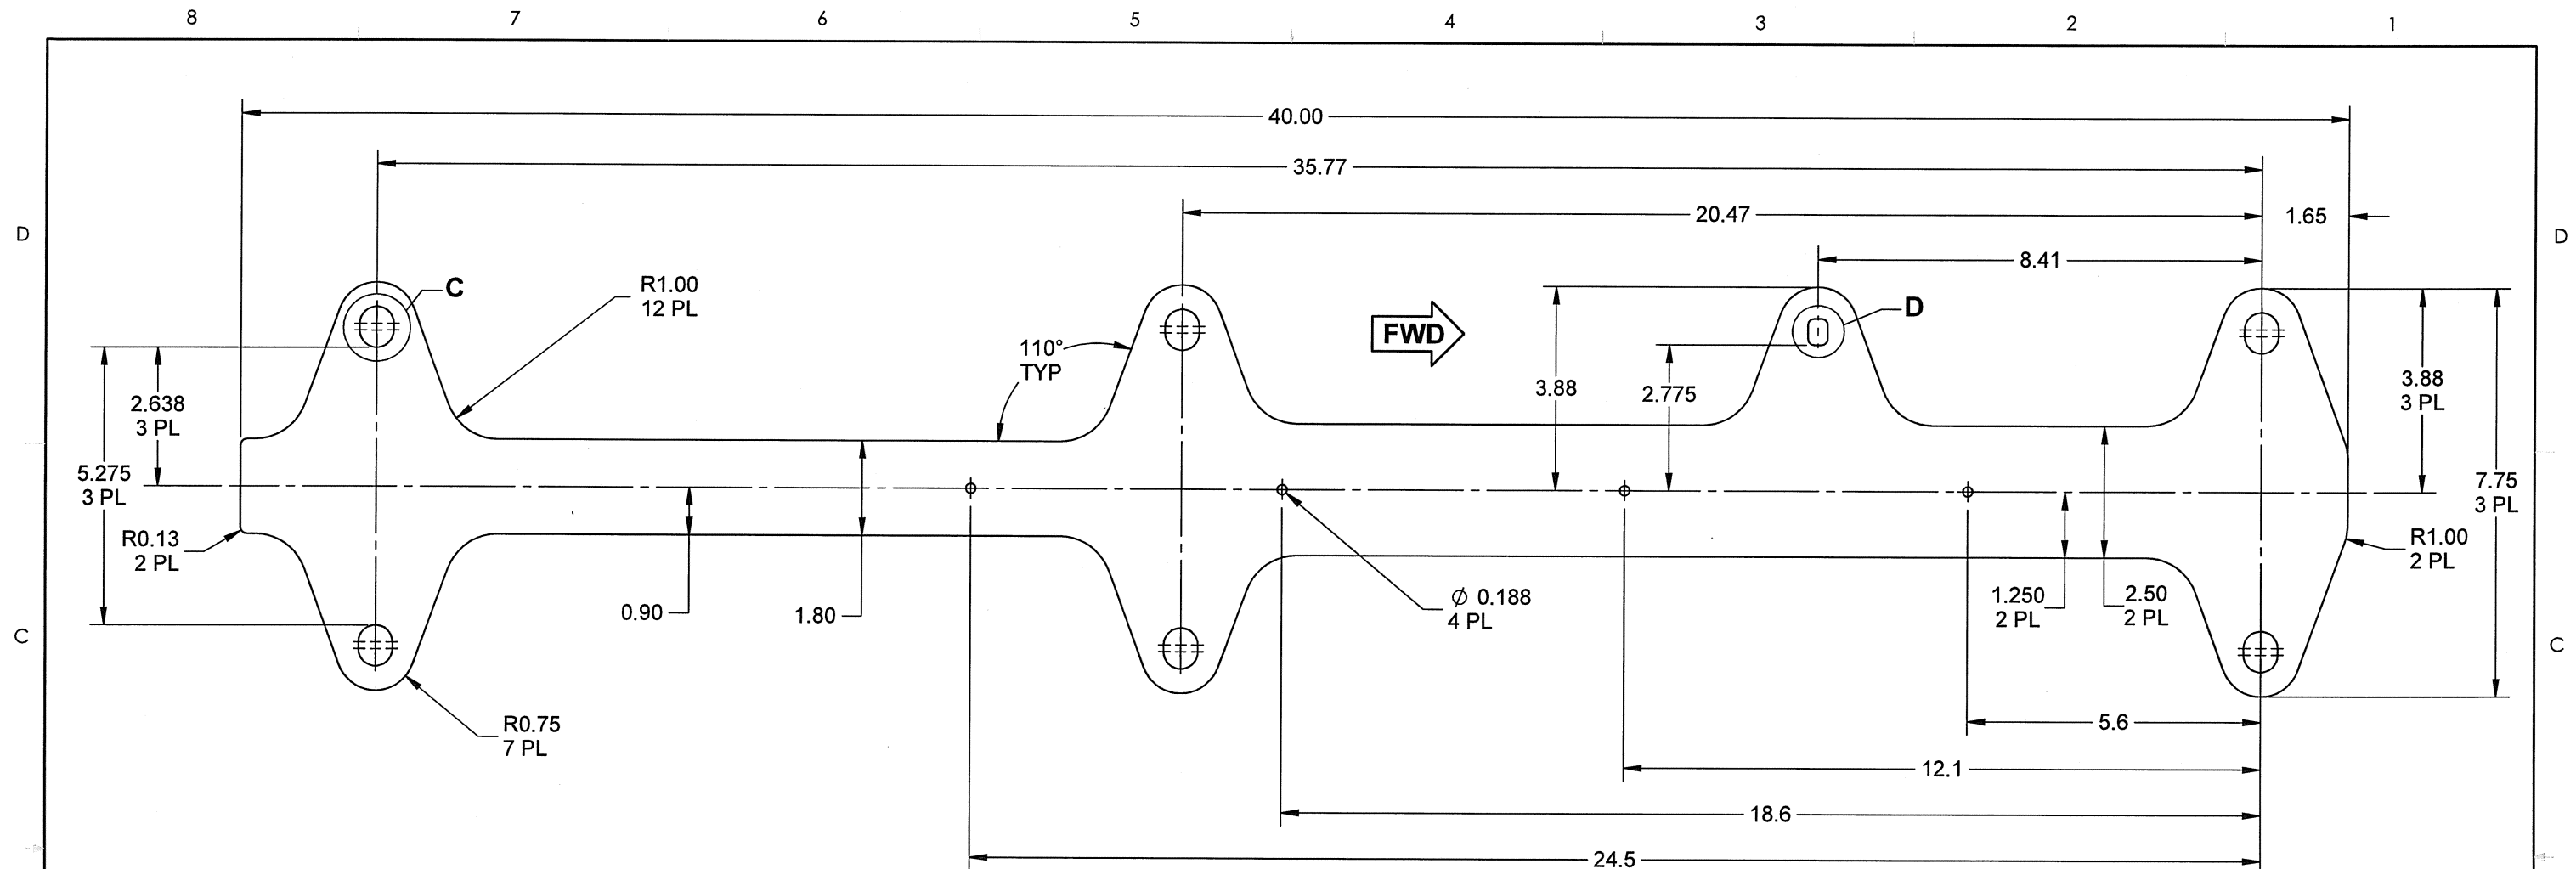 8 7 6 5 4 3 2 1
40.00
35.77
20.47
1.65
D
D
8.41
C
R1.00
12 PL
D
FWD
110°
TYP
3.88
2.775
3.88
3 PL
2.638
3 PL
5.275
3 PL
7.75
3 PL
R0.13
2 PL
R1.00
2 PL
0.90
1.80
Ø 0.188
4 PL
1.250
2 PL
2.50
2 PL
C
C
R0.75
7 PL
5.6
12.1
18.6
24.5